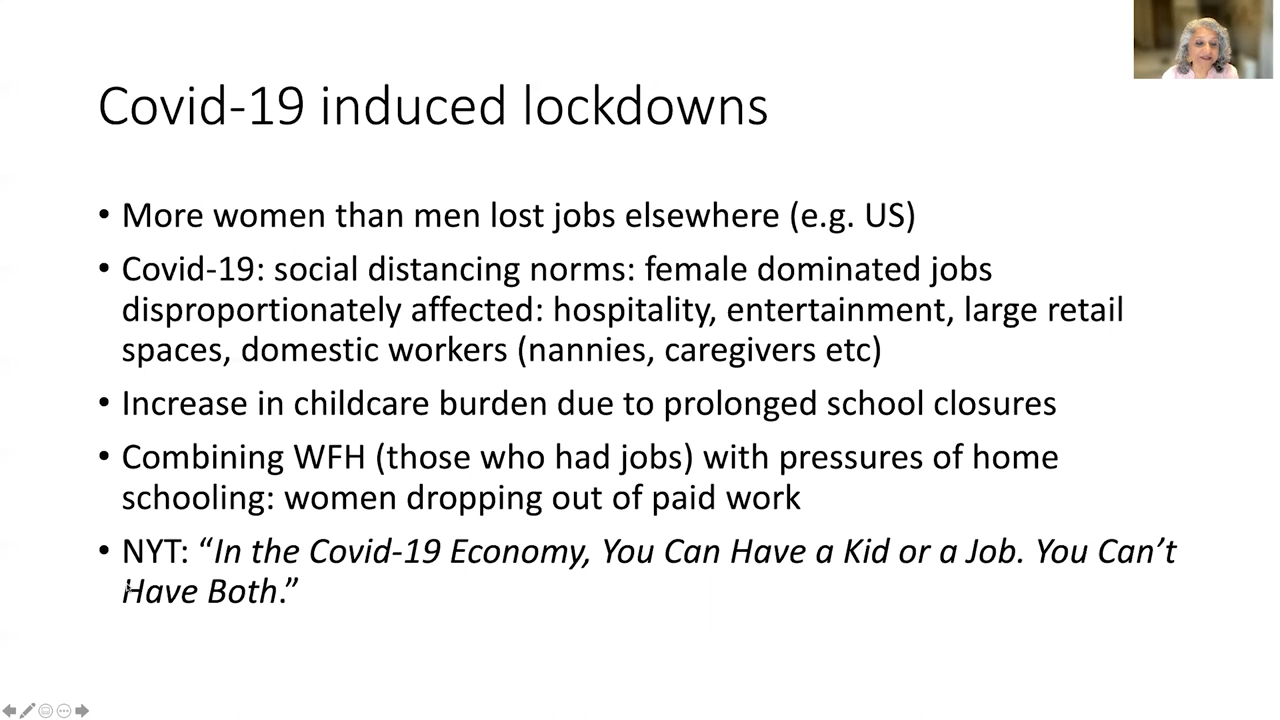 Covid-19 induced lockdowns
• More women than men lost jobs elsewhere (e.g. US)
• Covid-19: social distancing norms: female dominated jobs
disproportionately affected: hospitality, entertainment, large retail
spaces, domestic workers (nannies, caregivers etc)
• Increase in childcare burden due to prolonged school closures
• Combining WFH (those who had jobs) with pressures of home
schooling: women dropping out of paid work
• NYT: “In the Covid-19 Economy, You Can Have a Kid or a Job. You Can’t
Have Both.”